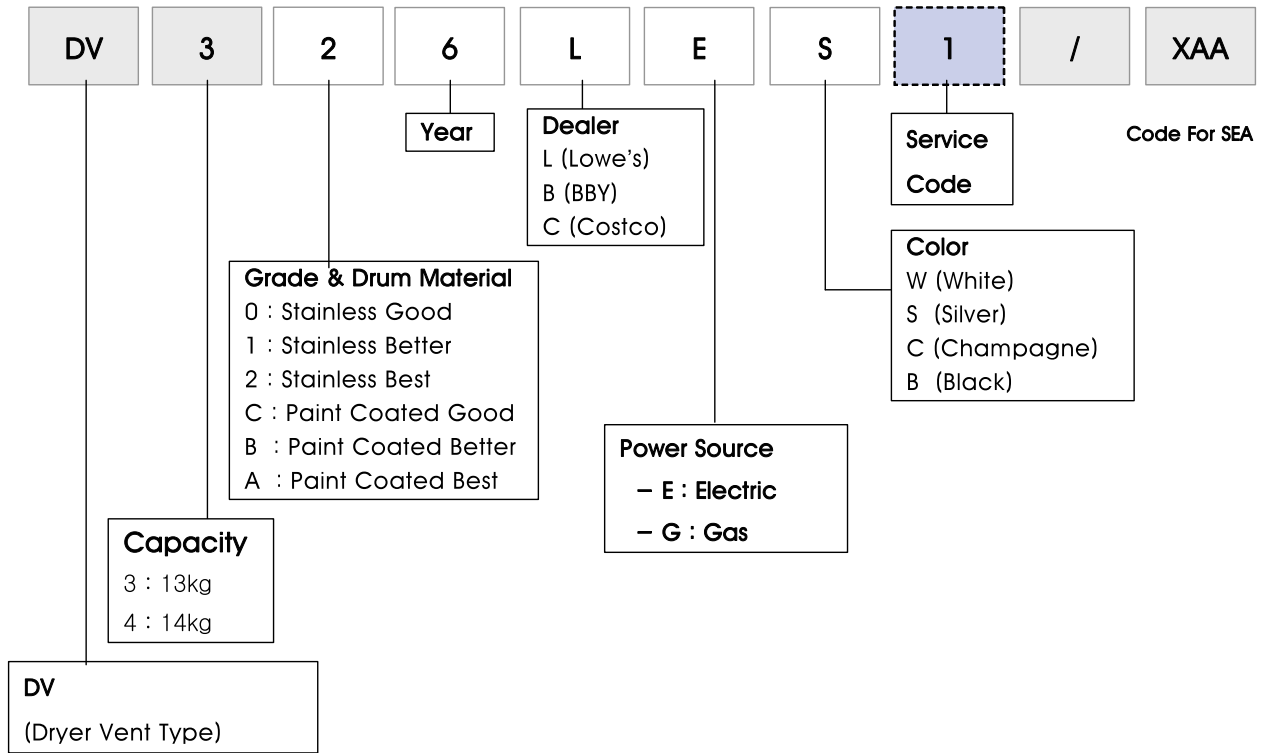 DV 3 2 6 L E S 1 / XAA
Year
Dealer
L (Lowe's)
B (BBY)
C (Costco)
Service
Code
Code For SEA
Color
W (White)
S (Silver)
C (Champagne)
B (Black)
Grade & Drum Material
0 : Stainless Good
1 : Stainless Better
2 : Stainless Best
C : Paint Coated Good
B : Paint Coated Better
A : Paint Coated Best
Power Source
– E : Electric
– G : Gas
Capacity
3 : 13kg
4 : 14kg
DV
(Dryer Vent Type)